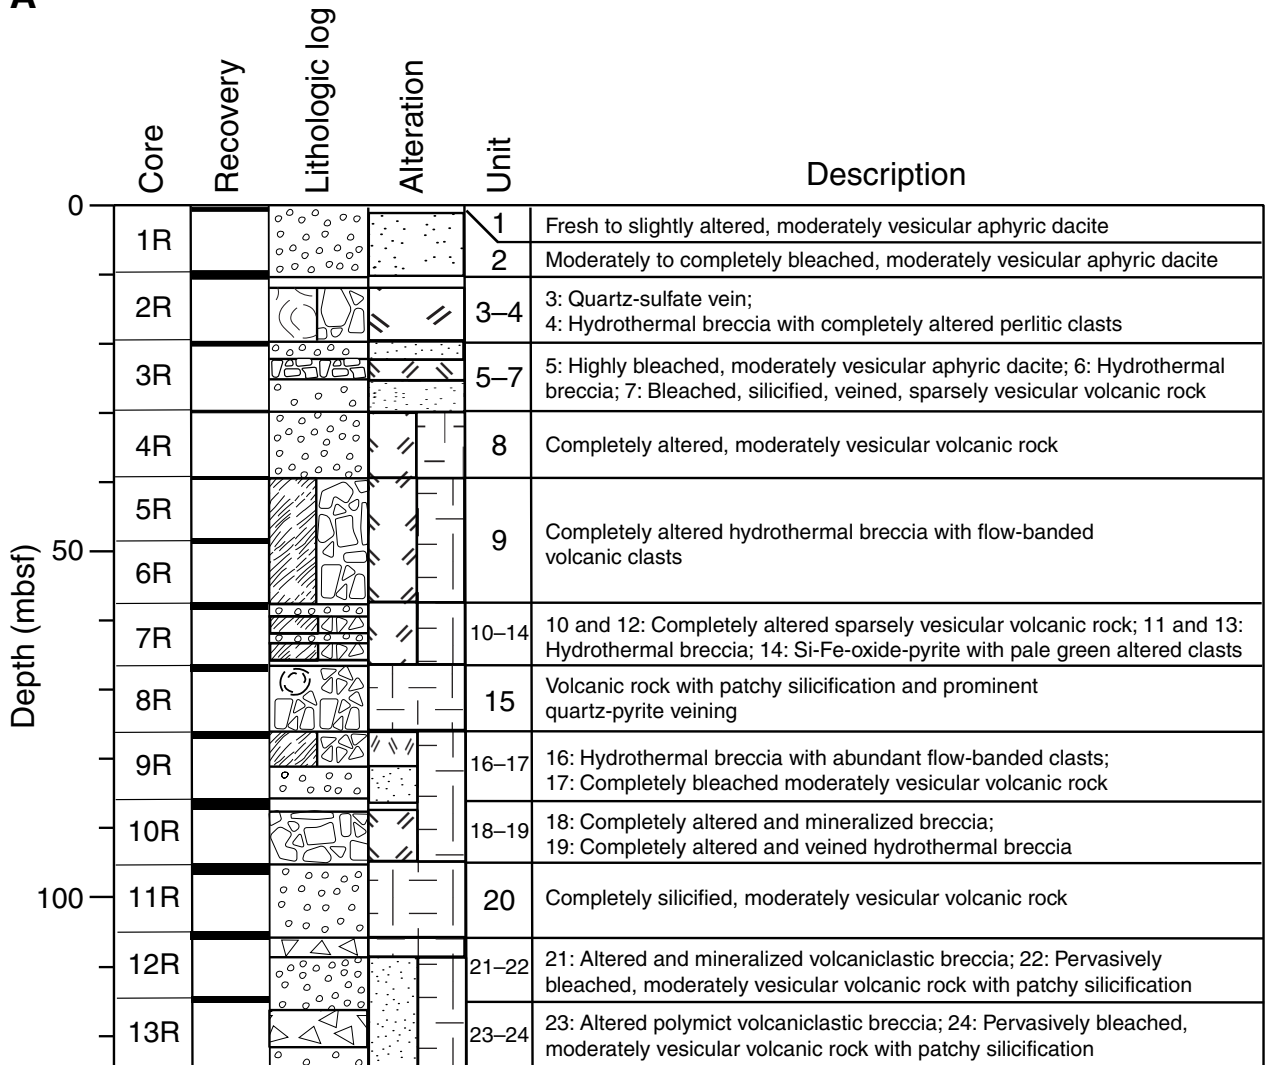 A
Core
Recovery
Lithologic log
Alteration
Unit
Description
Depth (mbsf)
0
50
100
1R
2R
3R
4R
5R
6R
7R
8R
9R
10R
11R
12R
13R
1
Fresh to slightly altered, moderately vesicular aphyric dacite
2
Moderately to completely bleached, moderately vesicular aphyric dacite
3–4
3: Quartz-sulfate vein;
4: Hydrothermal breccia with completely altered perlitic clasts
5–7
5: Highly bleached, moderately vesicular aphyric dacite; 6: Hydrothermal
breccia; 7: Bleached, silicified, veined, sparsely vesicular volcanic rock
8
Completely altered, moderately vesicular volcanic rock
9
Completely altered hydrothermal breccia with flow-banded
volcanic clasts
10–14
10 and 12: Completely altered sparsely vesicular volcanic rock; 11 and 13:
Hydrothermal breccia; 14: Si-Fe-oxide-pyrite with pale green altered clasts
15
Volcanic rock with patchy silicification and prominent
quartz-pyrite veining
16–17
16: Hydrothermal breccia with abundant flow-banded clasts;
17: Completely bleached moderately vesicular volcanic rock
18–19
18: Completely altered and mineralized breccia;
19: Completely altered and veined hydrothermal breccia
20
Completely silicified, moderately vesicular volcanic rock
21–22
21: Altered and mineralized volcaniclastic breccia; 22: Pervasively
bleached, moderately vesicular volcanic rock with patchy silicification
23–24
23: Altered polymict volcaniclastic breccia; 24: Pervasively bleached,
moderately vesicular volcanic rock with patchy silicification